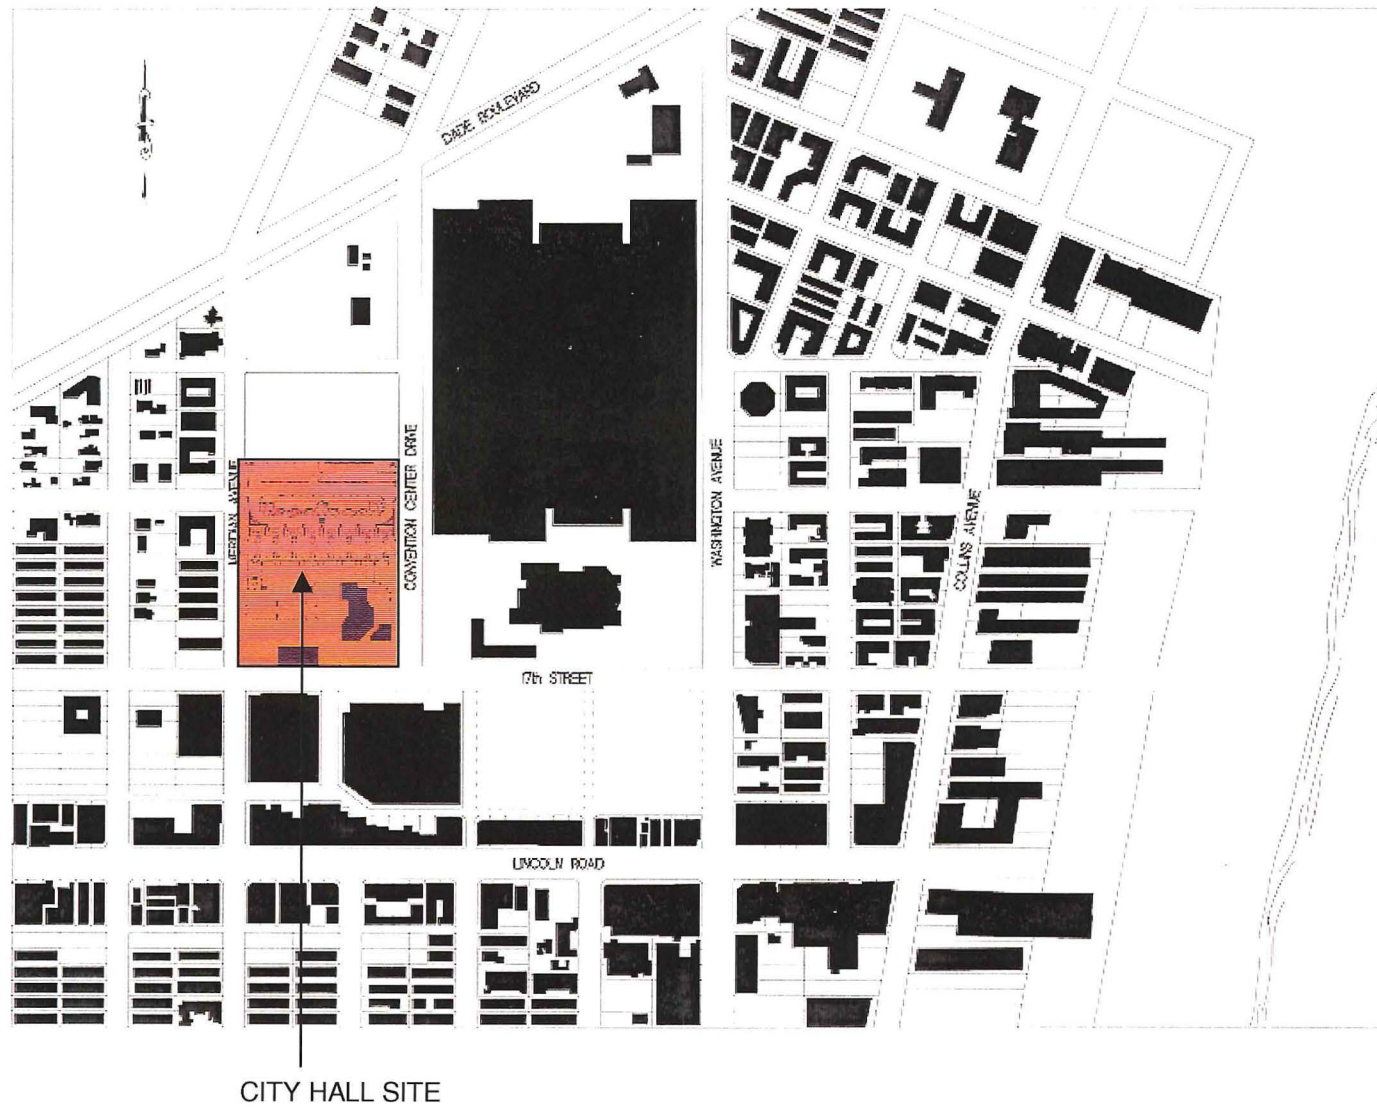 DADE BOULEVARD
MERIDIAN AVENUE
CONVENTION CENTER DRIVE
WASHINGTON AVENUE
COLLINS AVENUE
17th STREET
LINCOLN ROAD
CITY HALL SITE